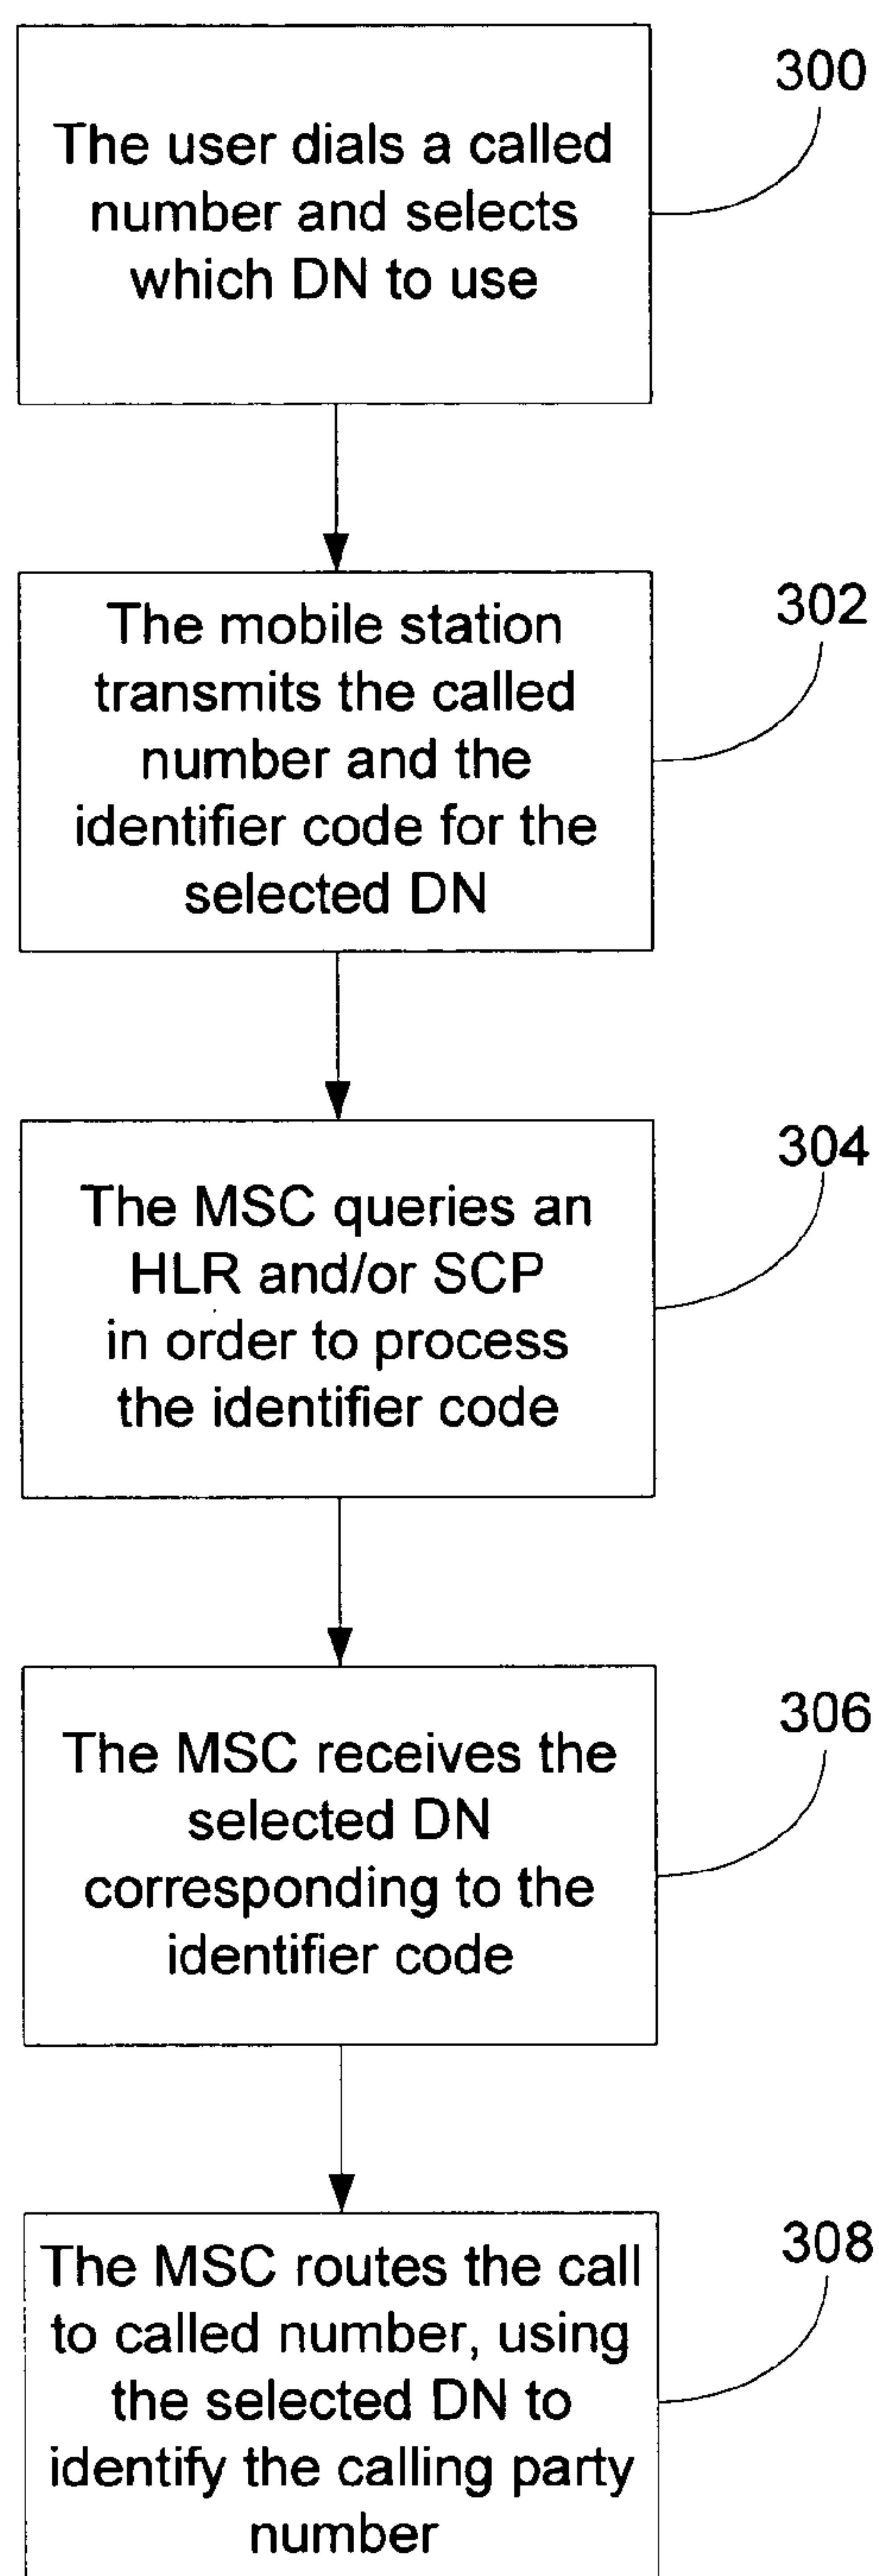 300
The user dials a called
number and selects
which DN to use
302
The mobile station
transmits the called
number and the
identifier code for the
selected DN
304
The MSC queries an
HLR and/or SCP
in order to process
the identifier code
306
The MSC receives the
selected DN
corresponding to the
identifier code
308
The MSC routes the call
to called number, using
the selected DN to
identify the calling party
number